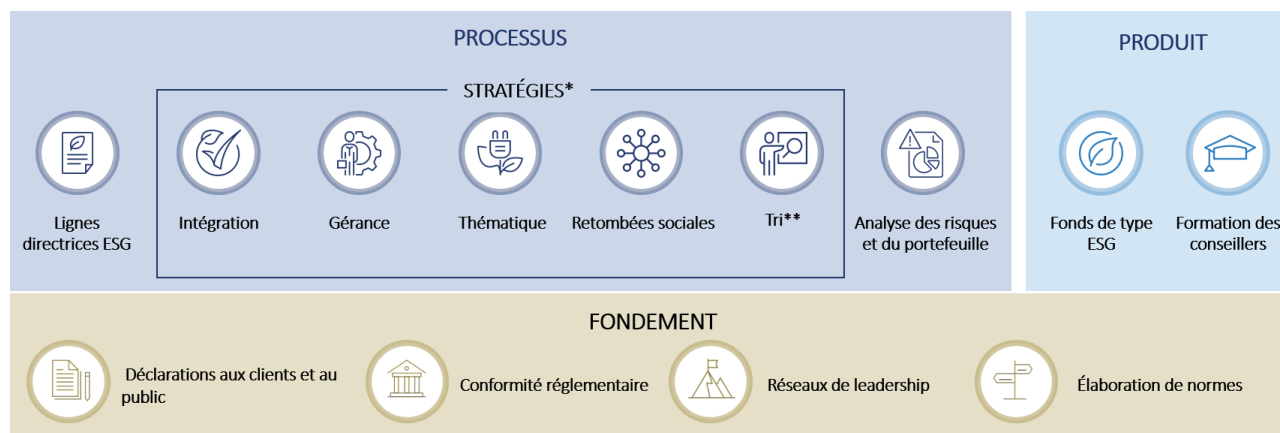 PROCESSUS
STRATÉGIES*
Lignes
directrices ESG
Intégration
Gérance
Thématique
Retombées sociales
Tri**
Analyse des risques
et du portefeuille
PRODUIT
Fonds de type
ESG
Formation des
conseillers
FONDEMENT
Déclarations aux clients et au
public
Conformité réglementaire
Réseaux de leadership
Élaboration de normes